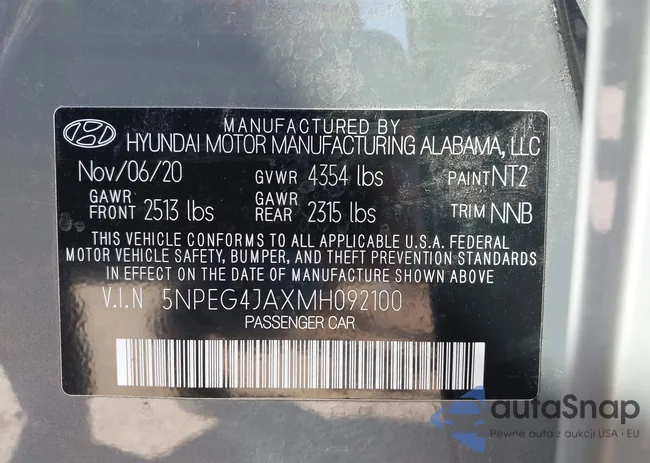 MANUFACTURED BY
HYUNDAI MOTOR MANUFACTURING ALABAMA, LLC
Nov/06/20 GVWR 4354 lbs PAINT NT2
GAWR FRONT 2513 lbs GAWR REAR 2315 lbs TRIM NNB
THIS VEHICLE CONFORMS TO ALL APPLICABLE U.S.A. FEDERAL
MOTOR VEHICLE SAFETY, BUMPER, AND THEFT PREVENTION STANDARDS
IN EFFECT ON THE DATE OF MANUFACTURE SHOWN ABOVE
V.I.N 5NPEG4JAXMH092100
PASSENGER CAR
autaSnap
Pewne auta z aukcji USA i EU